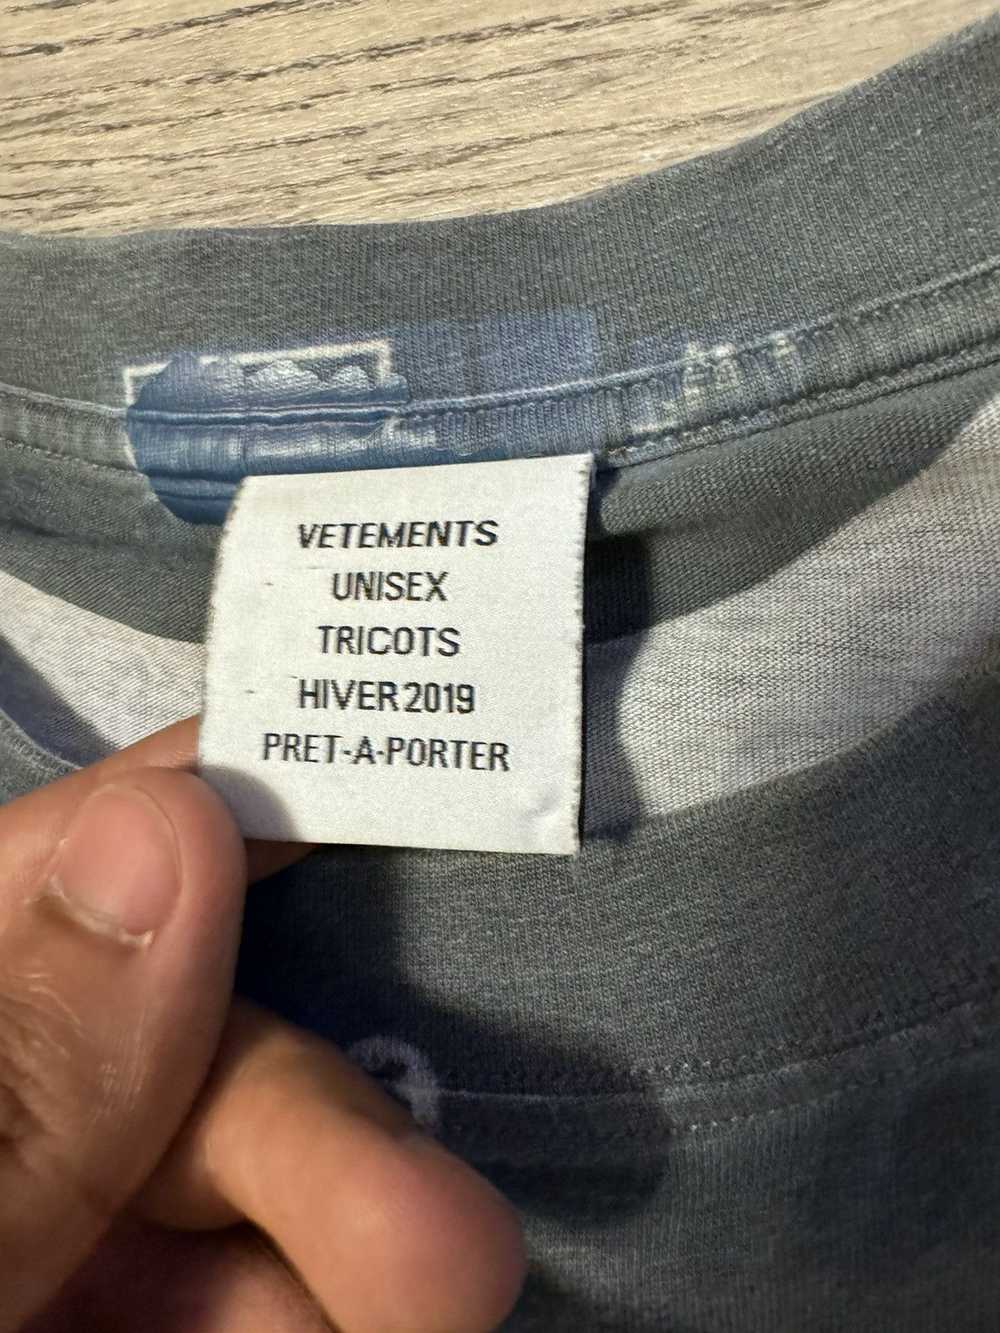 VETEMENTS
UNISEX
TRICOTS
HIVER 2019
PRET-A-PORTER